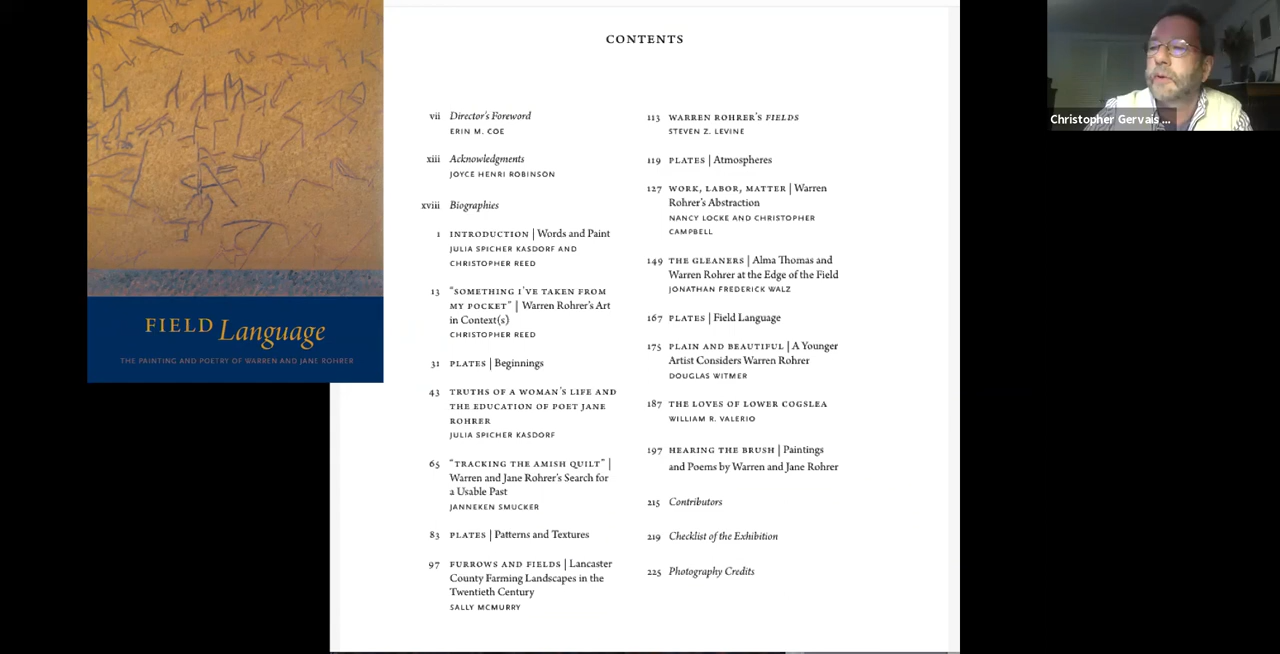 FIELD Language
THE PAINTING AND POETRY OF WARREN AND JANE ROHRER
CONTENTS
vii Director's Foreword
ERIN M. COE
xiii Acknowledgments
JOYCE HENRI ROBINSON
xviii Biographies
1 INTRODUCTION | Words and Paint
JULIA SPICHER KASDORF AND
CHRISTOPHER REED
13 “SOMETHING I'VE TAKEN FROM
MY POCKET” | Warren Rohrer's Art
in Context(s)
CHRISTOPHER REED
31 PLATES | Beginnings
43 TRUTHS OF A WOMAN'S LIFE AND
THE EDUCATION OF POET JANE
ROHRER
JULIA SPICHER KASDORF
65 “TRACKING THE AMISH QUILT” |
Warren and Jane Rohrer's Search for
a Usable Past
JANNEKEN SMUCKER
83 PLATES | Patterns and Textures
97 FURROWS AND FIELDS | Lancaster
County Farming Landscapes in the
Twentieth Century
SALLY MCMURRY
113 WARREN ROHRER'S FIELDS
STEVEN Z. LEVINE
119 PLATES | Atmospheres
127 WORK, LABOR, MATTER | Warren
Rohrer's Abstraction
NANCY LOCKE AND CHRISTOPHER
CAMPBELL
149 THE GLEANERS | Alma Thomas and
Warren Rohrer at the Edge of the Field
JONATHAN FREDERICK WALZ
167 PLATES | Field Language
175 PLAIN AND BEAUTIFUL | A Younger
Artist Considers Warren Rohrer
DOUGLAS WITMER
187 THE LOVES OF LOWER COGSLEA
WILLIAM R. VALERIO
197 HEARING THE BRUSH | Paintings
and Poems by Warren and Jane Rohrer
215 Contributors
219 Checklist of the Exhibition
225 Photography Credits
Christopher Gervais ...